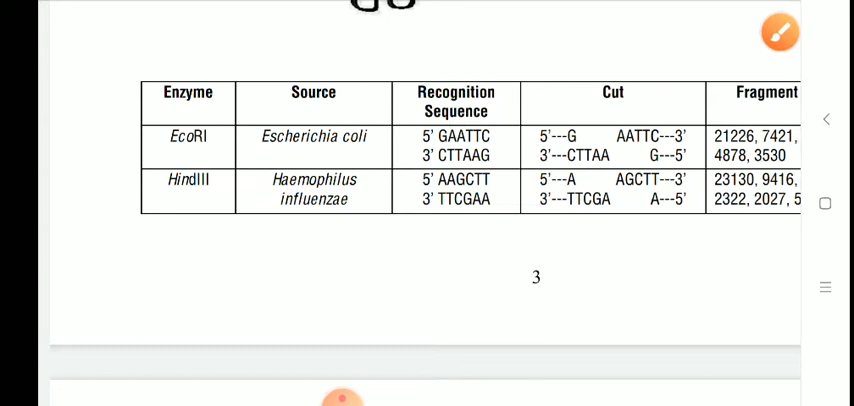 Enzyme Source Recognition Sequence Cut Fragment
EcoRI Escherichia coli 5' GAATTC 5'---G AATTC---3' 21226, 7421,
3' CTTAAG 3'---CTTAA G---5' 4878, 3530
HindIII Haemophilus 5' AAGCTT 5'---A AGCTT---3' 23130, 9416,
influenzae 3' TTCGAA 3'---TTCGA A---5' 2322, 2027, 5
3